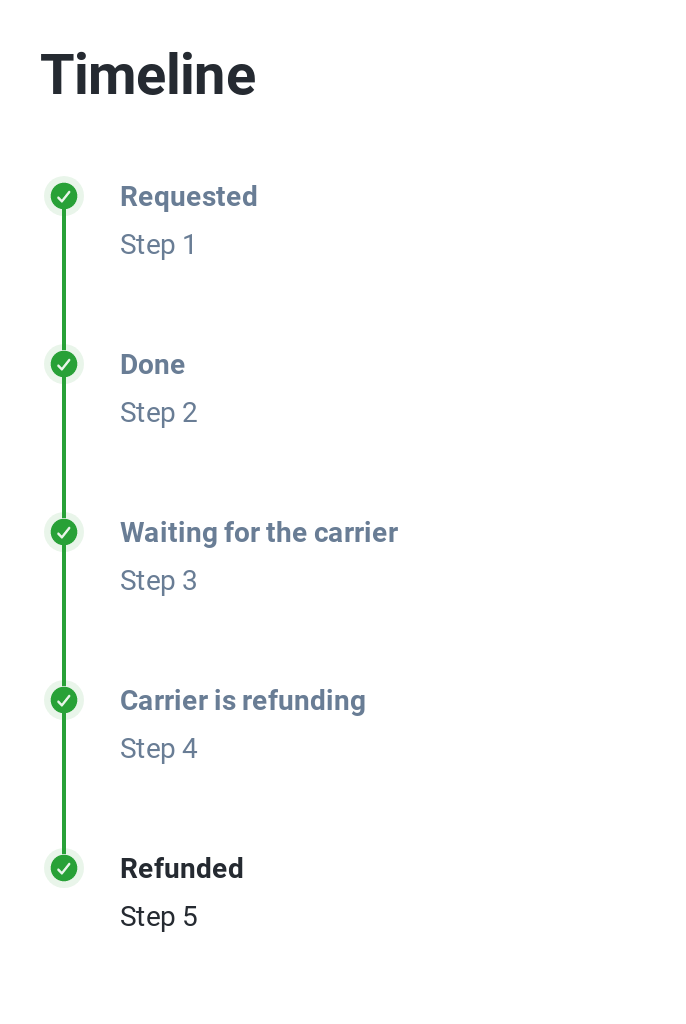 Timeline
Requested
Step 1
Done
Step 2
Waiting for the carrier
Step 3
Carrier is refunding
Step 4
Refunded
Step 5